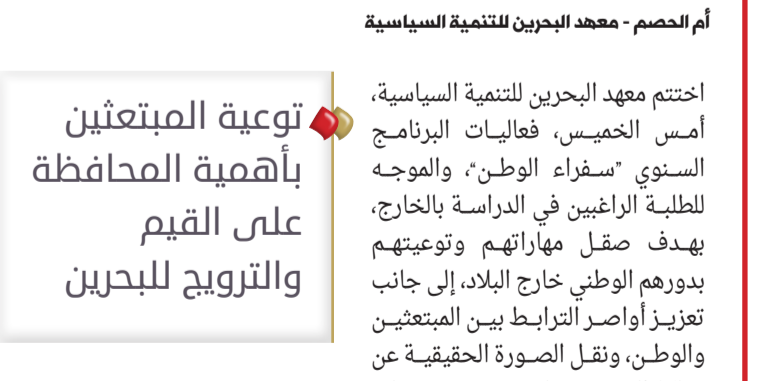 أم الحصم - معهد البحرين للتنمية السياسية
اختتم معهد البحرين للتنمية السياسية،
أمس الخميس، فعاليات البرنامج
السنوي ”سفراء الوطن“، والموجه
للطلبة الراغبين في الدراسة بالخارج،
بهدف صقل مهاراتهم وتوعيتهم
بدورهم الوطني خارج البلاد، إلى جانب
تعزيز أواصر الترابط بين المبتعثين
والوطن، ونقل الصورة الحقيقية عن
توعية المبتعثين
بأهمية المحافظة
على القيم
والترويج للبحرين